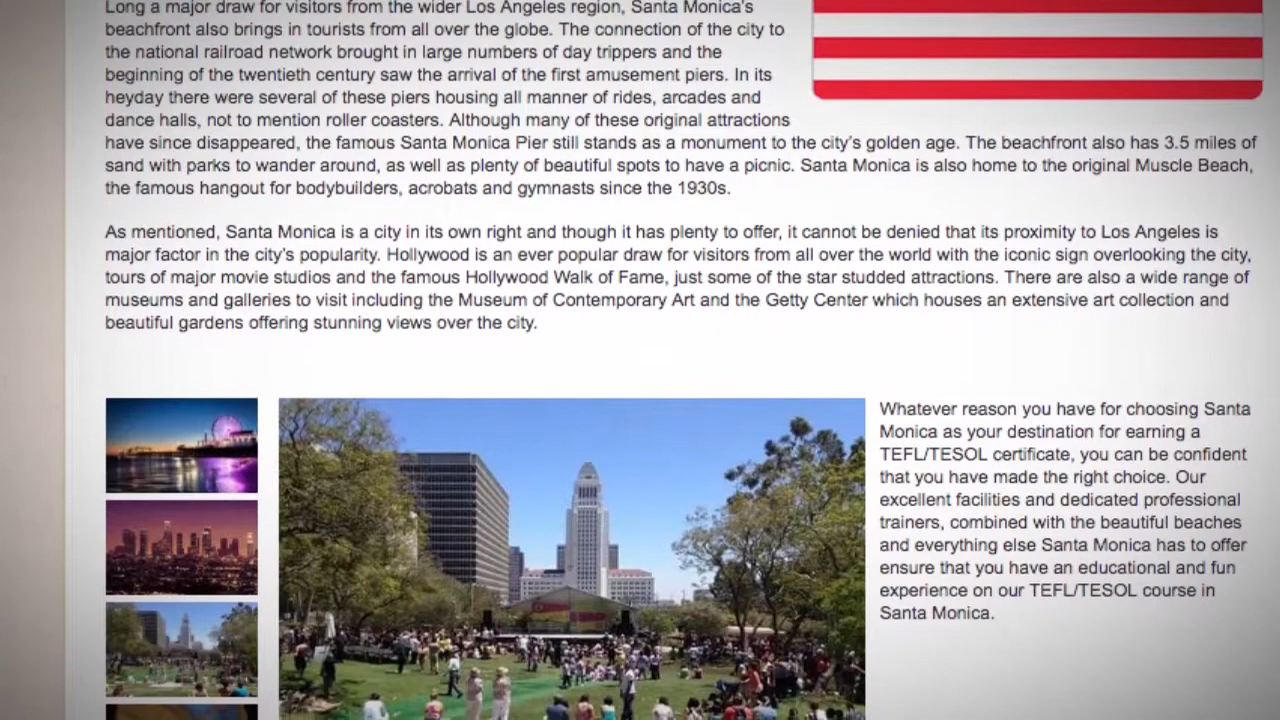 Long a major draw for visitors from the wider Los Angeles region, Santa Monica's
beachfront also brings in tourists from all over the globe. The connection of the city to
the national railroad network brought in large numbers of day trippers and the
beginning of the twentieth century saw the arrival of the first amusement piers. In its
heyday there were several of these piers housing all manner of rides, arcades and
dance halls, not to mention roller coasters. Although many of these original attractions
have since disappeared, the famous Santa Monica Pier still stands as a monument to the city's golden age. The beachfront also has 3.5 miles of
sand with parks to wander around, as well as plenty of beautiful spots to have a picnic. Santa Monica is also home to the original Muscle Beach,
the famous hangout for bodybuilders, acrobats and gymnasts since the 1930s.
As mentioned, Santa Monica is a city in its own right and though it has plenty to offer, it cannot be denied that its proximity to Los Angeles is
major factor in the city's popularity. Hollywood is an ever popular draw for visitors from all over the world with the iconic sign overlooking the city,
tours of major movie studios and the famous Hollywood Walk of Fame, just some of the star studded attractions. There are also a wide range of
museums and galleries to visit including the Museum of Contemporary Art and the Getty Center which houses an extensive art collection and
beautiful gardens offering stunning views over the city.
Whatever reason you have for choosing Santa
Monica as your destination for earning a
TEFL/TESOL certificate, you can be confident
that you have made the right choice. Our
excellent facilities and dedicated professional
trainers, combined with the beautiful beaches
and everything else Santa Monica has to offer
ensure that you have an educational and fun
experience on our TEFL/TESOL course in
Santa Monica.